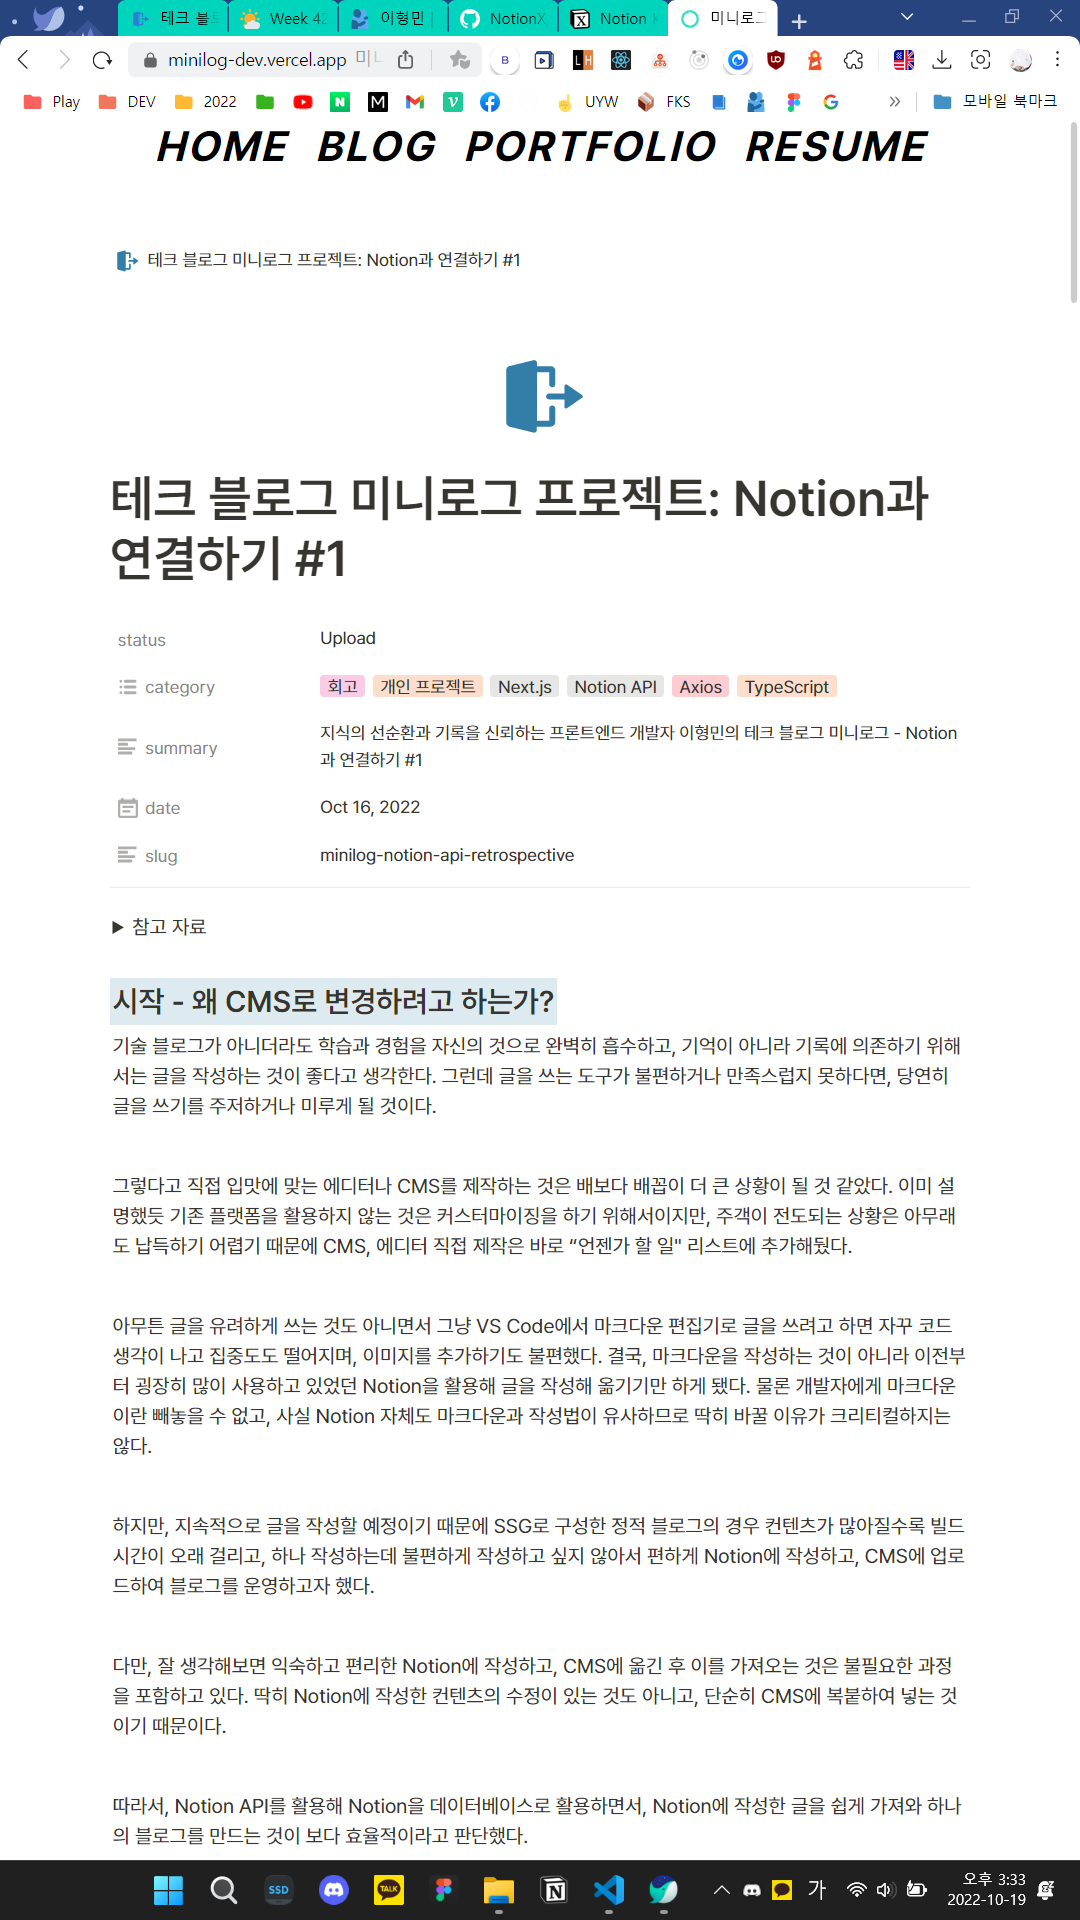 테크 블로
Week 42
이형민
NotionX
Notion
미니로그
minilog-dev.vercel.app
Play
DEV
2022
UYW
FKS
모바일 북마크
HOME BLOG PORTFOLIO RESUME
테크 블로그 미니로그 프로젝트: Notion과 연결하기 #1
테크 블로그 미니로그 프로젝트: Notion과
연결하기 #1
status Upload
category 회고 개인 프로젝트 Next.js Notion API Axios TypeScript
summary 지식의 선순환과 기록을 신뢰하는 프론트엔드 개발자 이형민의 테크 블로그 미니로그 - Notion
과 연결하기 #1
date Oct 16, 2022
slug minilog-notion-api-retrospective
▶ 참고 자료
시작 - 왜 CMS로 변경하려고 하는가?
기술 블로그가 아니더라도 학습과 경험을 자신의 것으로 완벽히 흡수하고, 기억이 아니라 기록에 의존하기 위해
서는 글을 작성하는 것이 좋다고 생각한다. 그런데 글을 쓰는 도구가 불편하거나 만족스럽지 못하다면, 당연히
글을 쓰기를 주저하거나 미루게 될 것이다.
그렇다고 직접 입맛에 맞는 에디터나 CMS를 제작하는 것은 배보다 배꼽이 더 큰 상황이 될 것 같았다. 이미 설
명했듯 기존 플랫폼을 활용하지 않는 것은 커스터마이징을 하기 위해서이지만, 주객이 전도되는 상황은 아무래
도 납득하기 어렵기 때문에 CMS, 에디터 직접 제작은 바로 “언젠가 할 일" 리스트에 추가해뒀다.
아무튼 글을 유려하게 쓰는 것도 아니면서 그냥 VS Code에서 마크다운 편집기로 글을 쓰려고 하면 자꾸 코드
생각이 나고 집중도도 떨어지며, 이미지를 추가하기도 불편했다. 결국, 마크다운을 작성하는 것이 아니라 이전부
터 굉장히 많이 사용하고 있었던 Notion을 활용해 글을 작성해 옮기기만 하게 됐다. 물론 개발자에게 마크다운
이란 빼놓을 수 없고, 사실 Notion 자체도 마크다운과 작성법이 유사하므로 딱히 바꿀 이유가 크리티컬하지는
않다.
하지만, 지속적으로 글을 작성할 예정이기 때문에 SSG로 구성한 정적 블로그의 경우 컨텐츠가 많아질수록 빌드
시간이 오래 걸리고, 하나 작성하는데 불편하게 작성하고 싶지 않아서 편하게 Notion에 작성하고, CMS에 업로
드하여 블로그를 운영하고자 했다.
다만, 잘 생각해보면 익숙하고 편리한 Notion에 작성하고, CMS에 옮긴 후 이를 가져오는 것은 불필요한 과정
을 포함하고 있다. 딱히 Notion에 작성한 컨텐츠의 수정이 있는 것도 아니고, 단순히 CMS에 복붙하여 넣는 것
이기 때문이다.
따라서, Notion API를 활용해 Notion을 데이터베이스로 활용하면서, Notion에 작성한 글을 쉽게 가져와 하나
의 블로그를 만드는 것이 보다 효율적이라고 판단했다.
SSD
TALK
가
오후 3:33
2022-10-19